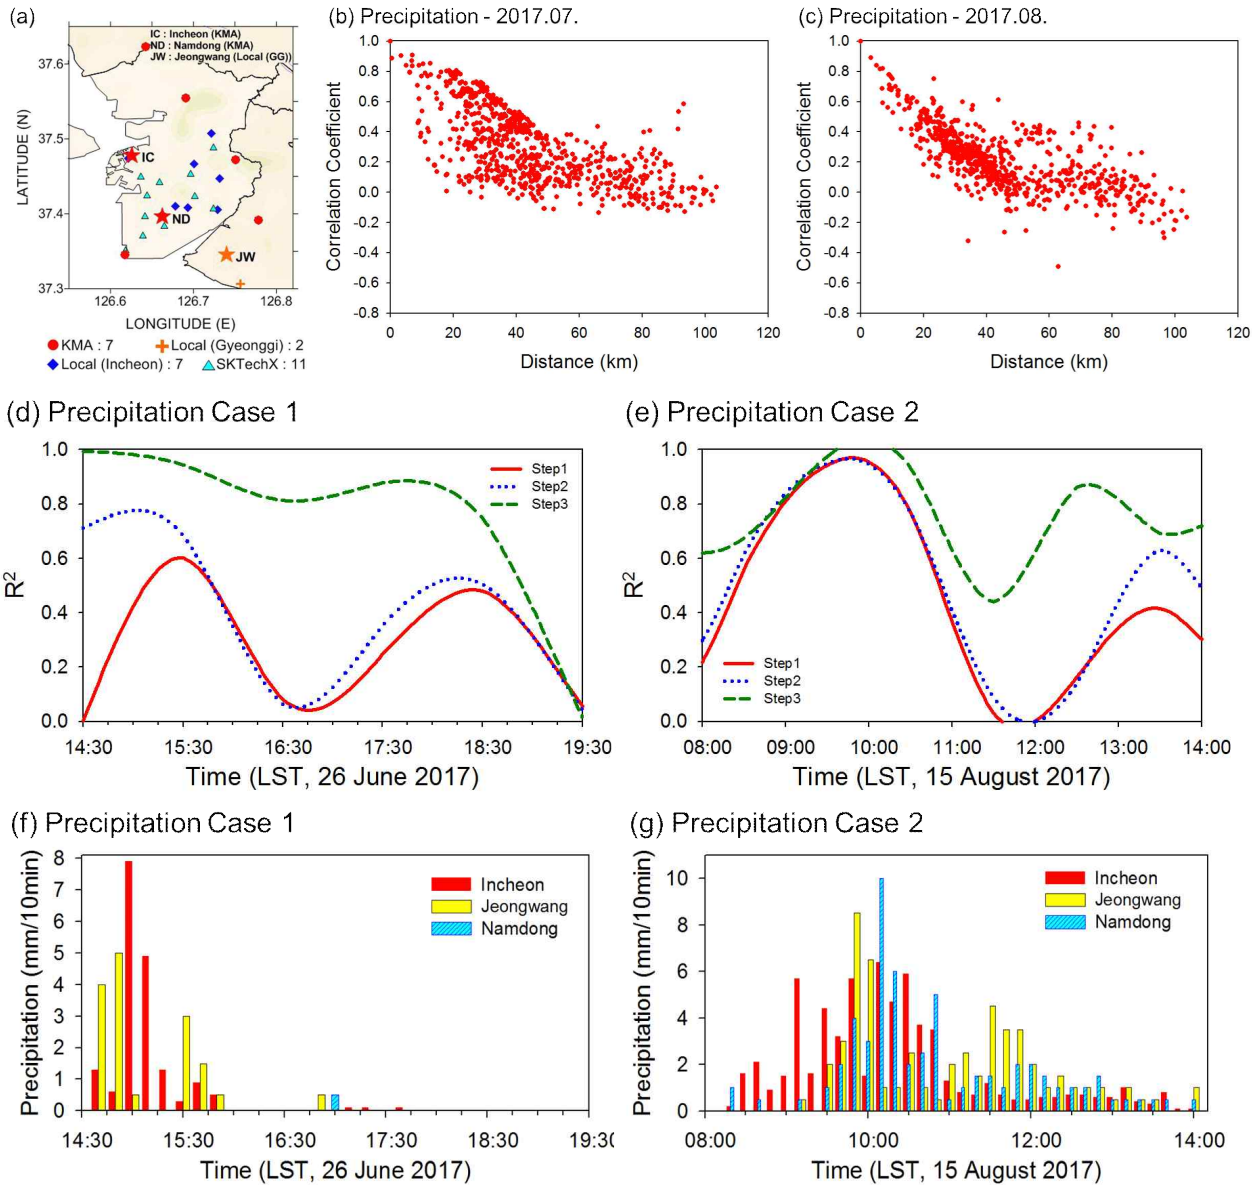 (a)
IC : Incheon (KMA)
ND : Namdong (KMA)
JW : Jeongwang (Local (GG))
37.6
37.5
37.4
37.3
LATITUDE (N)
IC
ND
JW
126.6 126.7 126.8
LONGITUDE (E)
KMA : 7 Local (Gyeonggi) : 2
Local (Incheon) : 7 SKTechX : 11
(b) Precipitation - 2017.07.
Correlation Coefficient
1.0
0.8
0.6
0.4
0.2
0.0
-0.2
-0.4
-0.6
-0.8
0 20 40 60 80 100 120
Distance (km)
(c) Precipitation - 2017.08.
Correlation Coefficient
1.0
0.8
0.6
0.4
0.2
0.0
-0.2
-0.4
-0.6
-0.8
0 20 40 60 80 100 120
Distance (km)
(d) Precipitation Case 1
R2
1.0
0.8
0.6
0.4
0.2
0.0
Step1
Step2
Step3
14:30 15:30 16:30 17:30 18:30 19:30
Time (LST, 26 June 2017)
(e) Precipitation Case 2
R2
1.0
0.8
0.6
0.4
0.2
0.0
Step1
Step2
Step3
08:00 09:00 10:00 11:00 12:00 13:00 14:00
Time (LST, 15 August 2017)
(f) Precipitation Case 1
Precipitation (mm/10min)
8
7
6
5
4
3
2
1
0
Incheon
Jeongwang
Namdong
14:30 15:30 16:30 17:30 18:30 19:30
Time (LST, 26 June 2017)
(g) Precipitation Case 2
Precipitation (mm/10min)
10
8
6
4
2
0
Incheon
Jeongwang
Namdong
08:00 10:00 12:00 14:00
Time (LST, 15 August 2017)